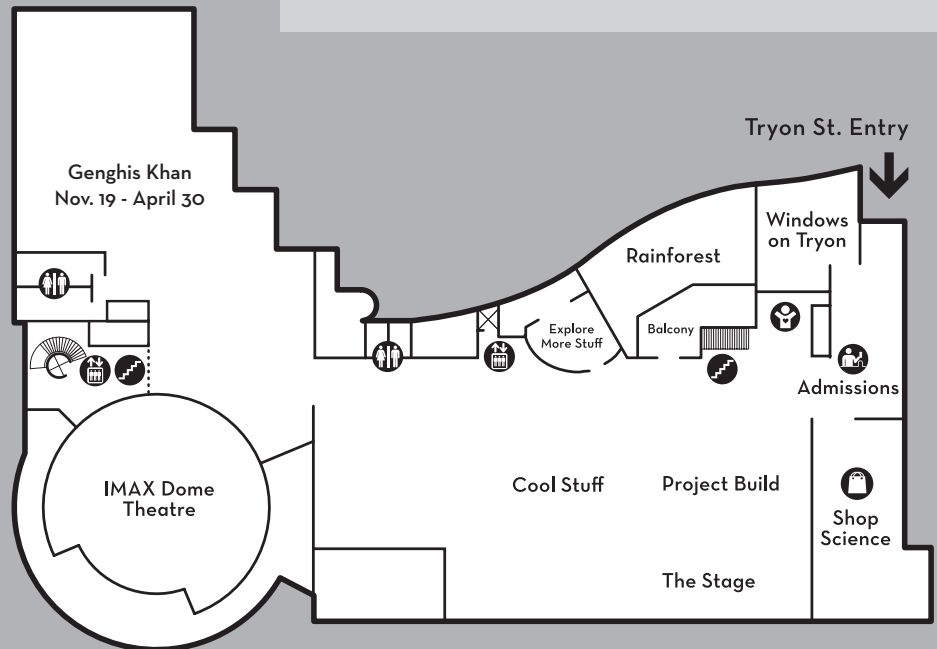 Tryon St. Entry
Genghis Khan
Nov. 19 - April 30
Windows
on Tryon
Rainforest
Explore
More Stuff
Balcony
Admissions
IMAX Dome
Theatre
Cool Stuff
Project Build
Shop
Science
The Stage